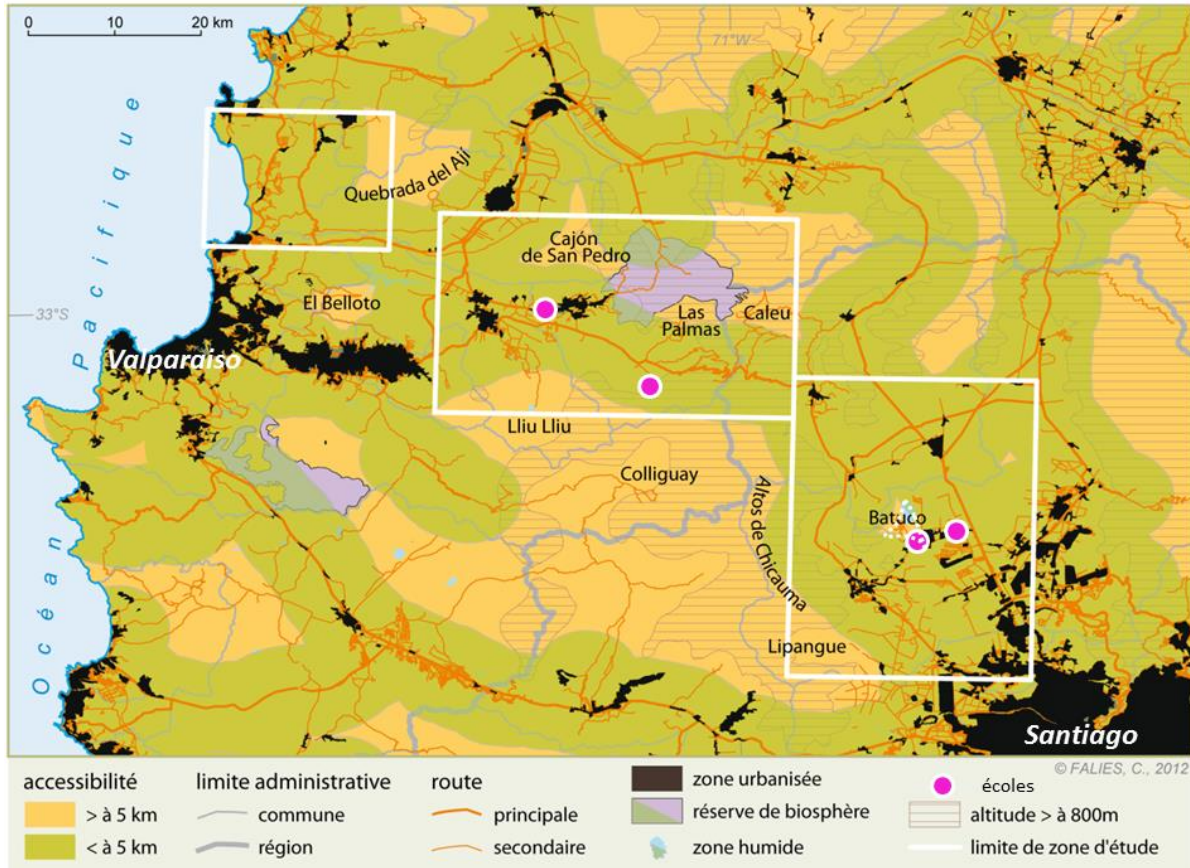 0 10 20 km
71°W
Océan Pacifique
Quebrada del Ají
Cajón
de San Pedro
33°S
El Belloto
Las
Palmas
Caleu
Valparaiso
Lliu Lliu
Colliguay
Altos de Chicauma
Batuco
Lipangue
Santiago
© FALIES, C., 2012
accessibilité
> à 5 km
< à 5 km
limite administrative
commune
région
route
principale
secondaire
zone urbanisée
réserve de biosphère
zone humide
écoles
altitude > à 800m
limite de zone d'étude